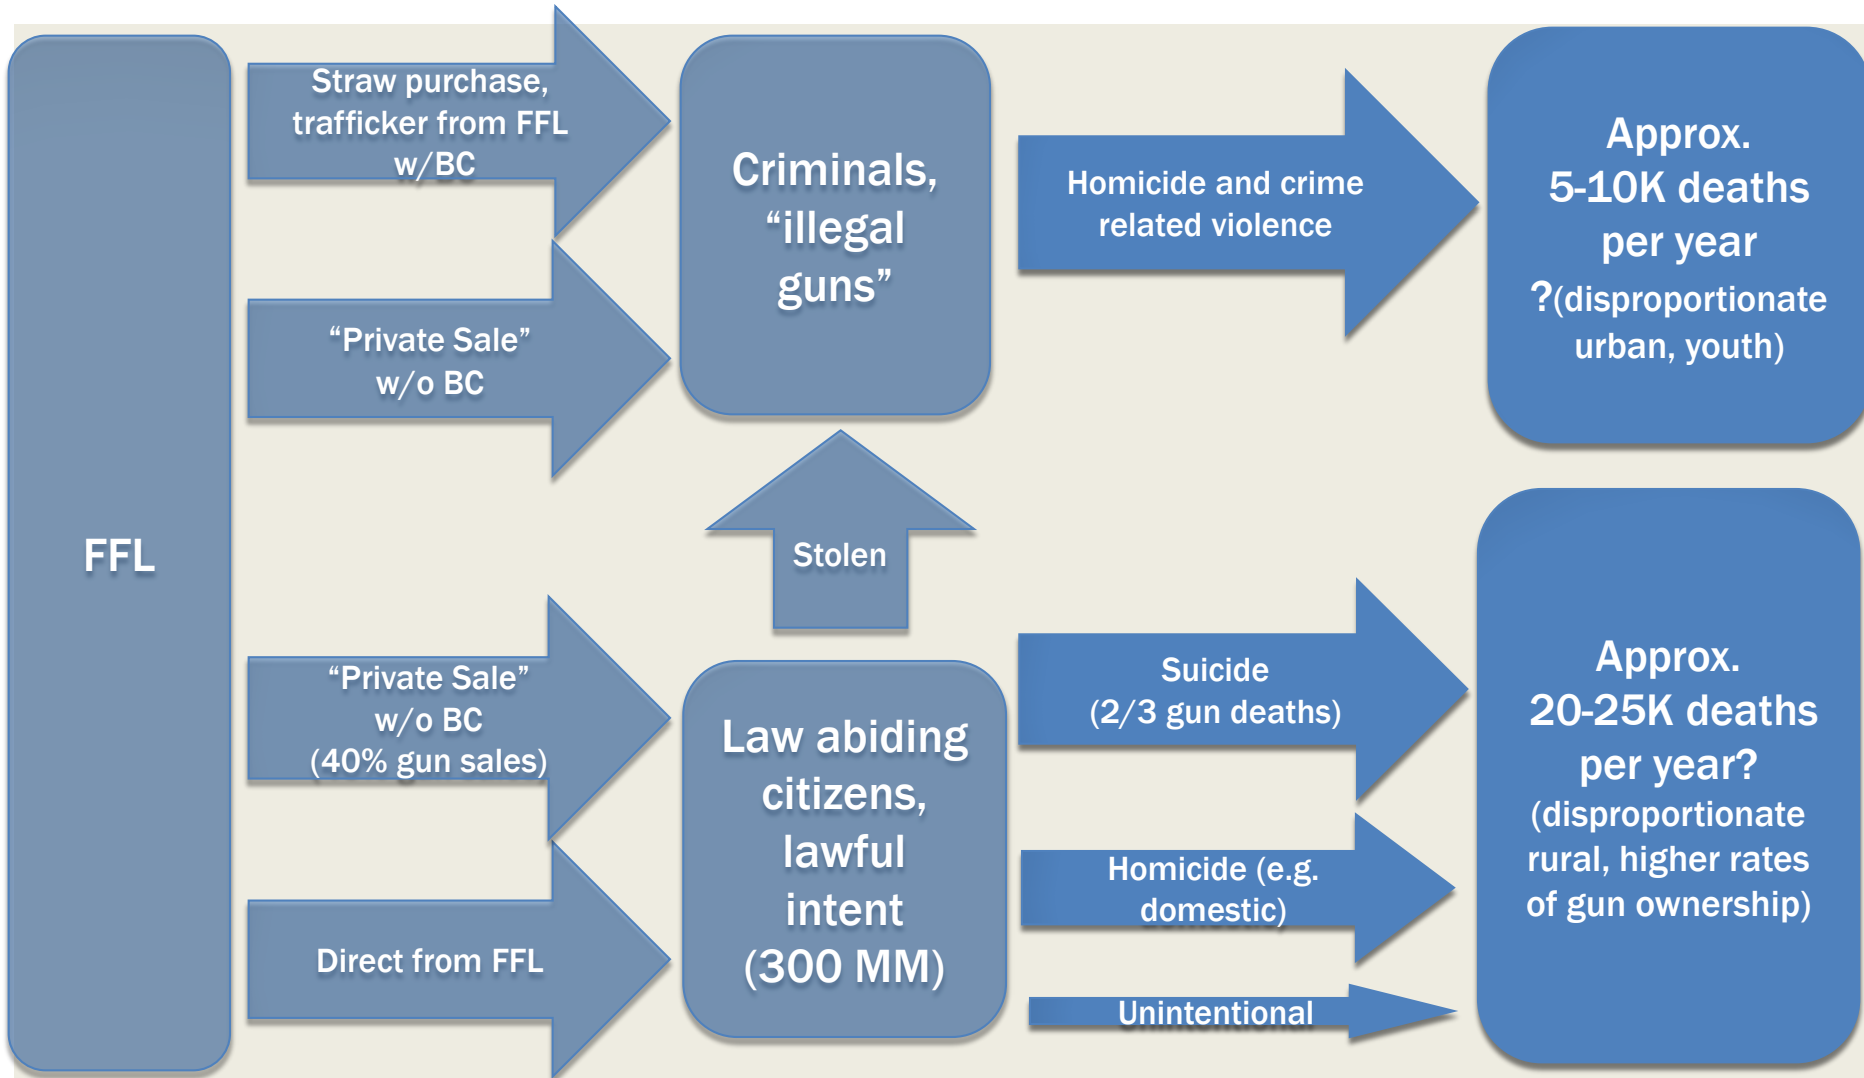 FFL
Straw purchase,
trafficker from FFL
w/BC
“Private Sale”
w/o BC
“Private Sale”
w/o BC
(40% gun sales)
Direct from FFL
Criminals,
“illegal
guns”
Stolen
Law abiding
citizens,
lawful
intent
(300 MM)
Homicide and crime
related violence
Suicide
(2/3 gun deaths)
Homicide (e.g.
domestic)
Unintentional
Approx.
5-10K deaths
per year
?(disproportionate
urban, youth)
Approx.
20-25K deaths
per year?
(disproportionate
rural, higher rates
of gun ownership)